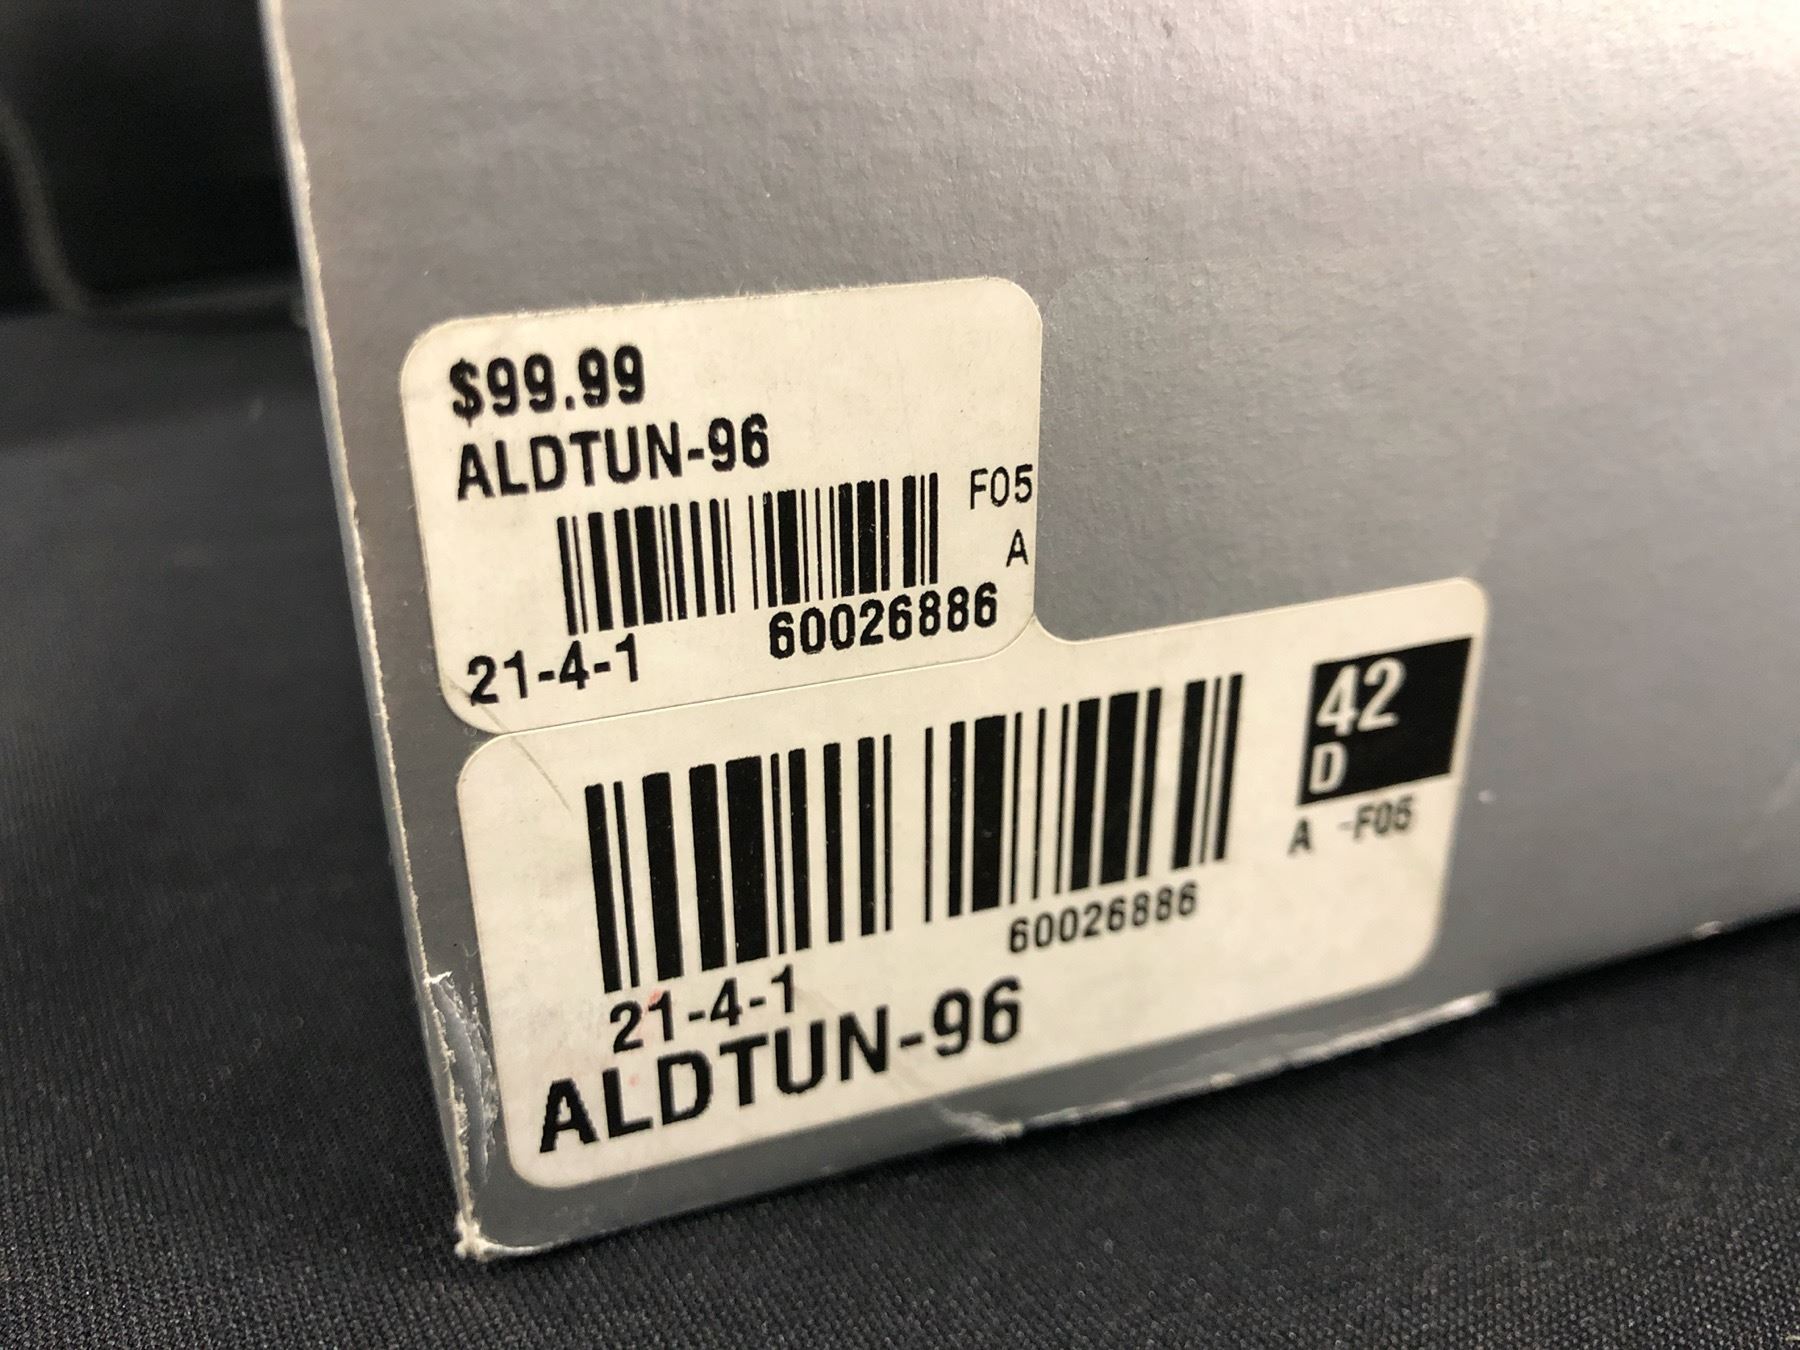 $99.99
ALDTUN-96
F05
A
21-4-1 60026886
42
D
A -F05
60026886
21-4-1
ALDTUN-96